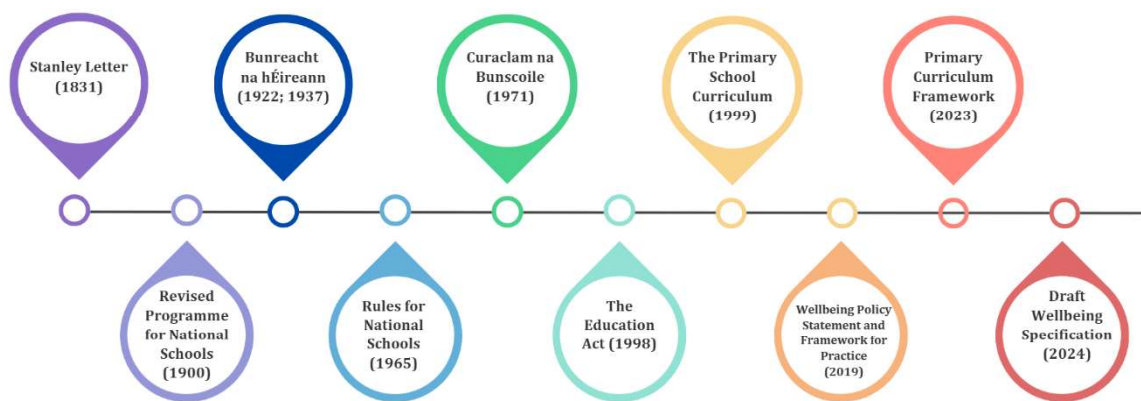 Stanley Letter
(1831)
Bunreacht
na hÉireann
(1922; 1937)
Curaclam na
Bunscoile
(1971)
The Primary
School
Curriculum
(1999)
Primary
Curriculum
Framework
(2023)
Revised
Programme
for National
Schools
(1900)
Rules for
National
Schools
(1965)
The
Education
Act (1998)
Wellbeing Policy
Statement and
Framework for
Practice
(2019)
Draft
Wellbeing
Specification
(2024)